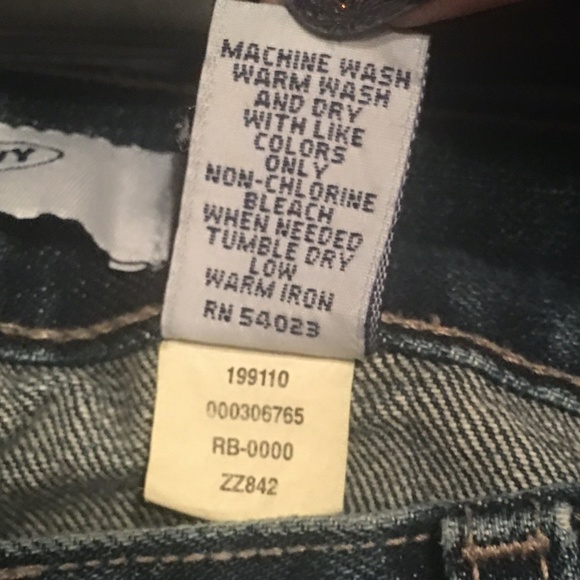 MACHINE WASH
WARM WASH
AND DRY
WITH LIKE
COLORS
ONLY
NON-CHLORINE
BLEACH
WHEN NEEDED
TUMBLE DRY
LOW
WARM IRON
RN 54023
199110
000306765
RB-0000
ZZ842